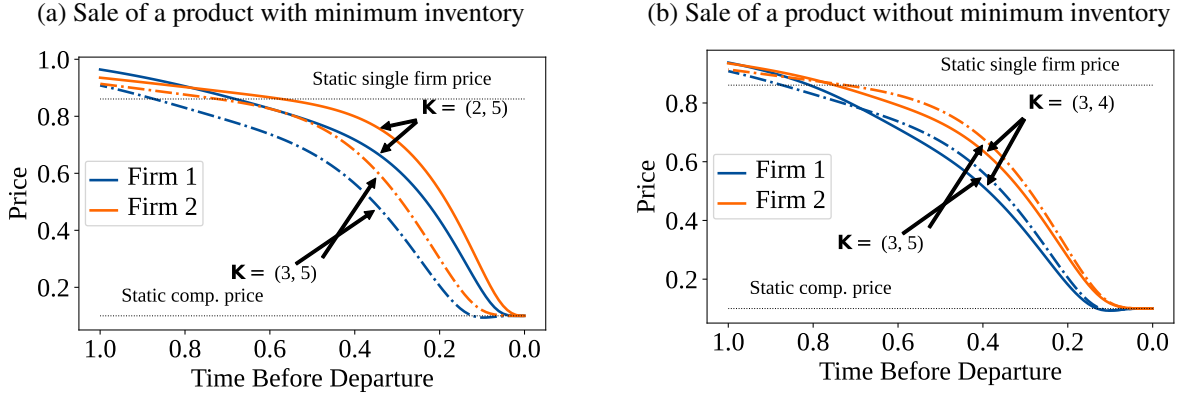 (a) Sale of a product with minimum inventory
1.0
0.8
0.6
0.4
0.2
Price
Static single firm price
K = (2, 5)
Firm 1
Firm 2
K = (3, 5)
Static comp. price
1.0 0.8 0.6 0.4 0.2 0.0
Time Before Departure
(b) Sale of a product without minimum inventory
0.8
0.6
0.4
0.2
Price
Static single firm price
K = (3, 4)
Firm 1
Firm 2
K = (3, 5)
Static comp. price
1.0 0.8 0.6 0.4 0.2 0.0
Time Before Departure